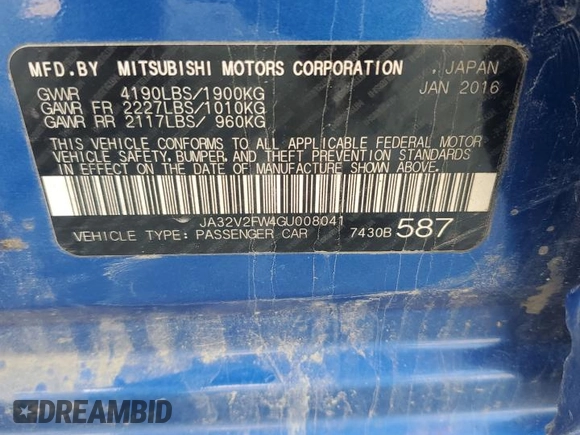 MFD.BY MITSUBISHI MOTORS CORPORATION , JAPAN
GVWR 4190LBS/1900KG JAN 2016
GAWR FR 2227LBS/1010KG
GAWR RR 2117LBS/ 960KG
THIS VEHICLE CONFORMS TO ALL APPLICABLE FEDERAL MOTOR
VEHICLE SAFETY, BUMPER, AND THEFT PREVENTION STANDARDS
IN EFFECT ON THE DATE OF MANUFACTURE SHOWN ABOVE.
JA32V2FW4GU008041
VEHICLE TYPE: PASSENGER CAR 7430B 587
DREAMBID